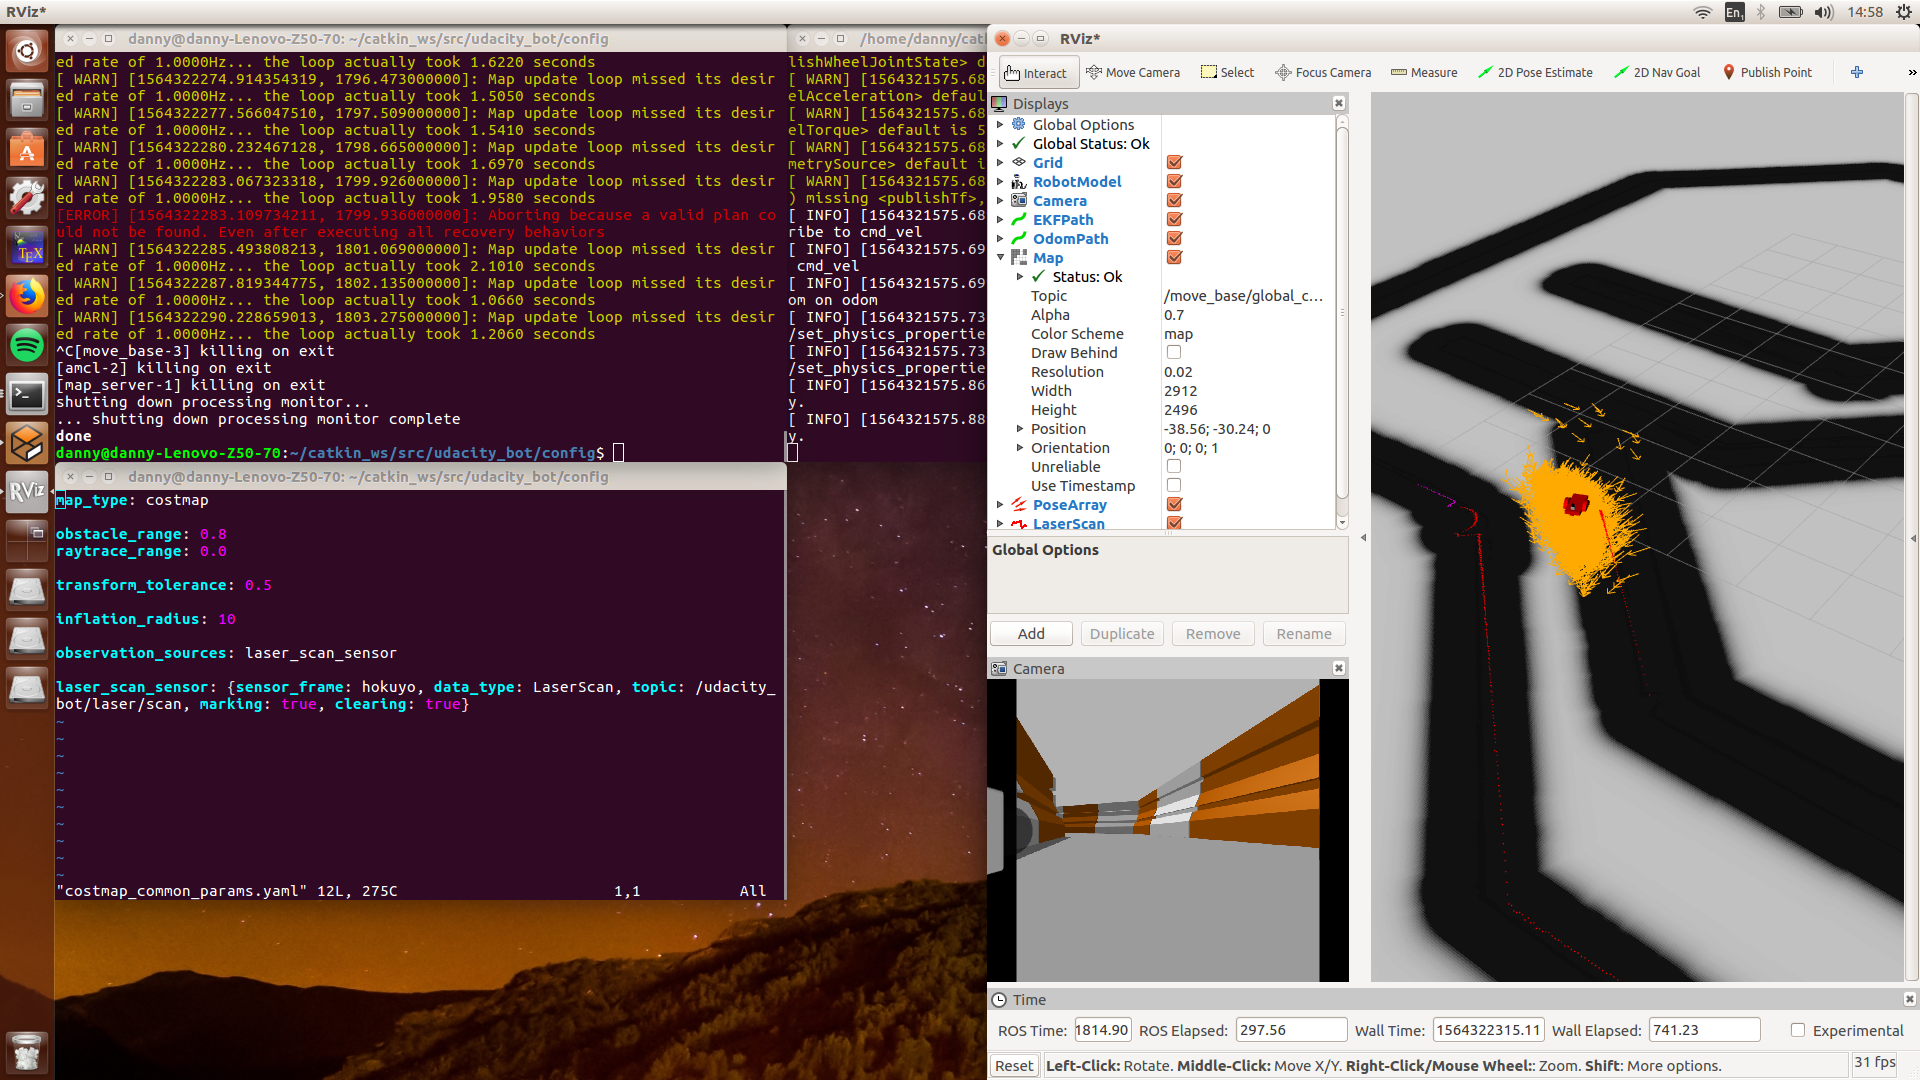 RViz*
En1
14:58
danny@danny-Lenovo-Z50-70: ~/catkin_ws/src/udacity_bot/config
ed rate of 1.0000Hz... the loop actually took 1.6220 seconds
[ WARN] [1564322274.914354319, 1796.473000000]: Map update loop missed its desir
ed rate of 1.0000Hz... the loop actually took 1.5050 seconds
[ WARN] [1564322277.566047510, 1797.509000000]: Map update loop missed its desir
ed rate of 1.0000Hz... the loop actually took 1.5410 seconds
[ WARN] [1564322280.232467128, 1798.665000000]: Map update loop missed its desir
ed rate of 1.0000Hz... the loop actually took 1.6970 seconds
[ WARN] [1564322283.067323318, 1799.926000000]: Map update loop missed its desir
ed rate of 1.0000Hz... the loop actually took 1.9580 seconds
[ERROR] [1564322283.109734211, 1799.936000000]: Aborting because a valid plan co
uld not be found. Even after executing all recovery behaviors
[ WARN] [1564322285.493808213, 1801.069000000]: Map update loop missed its desir
ed rate of 1.0000Hz... the loop actually took 2.1010 seconds
[ WARN] [1564322287.819344775, 1802.135000000]: Map update loop missed its desir
ed rate of 1.0000Hz... the loop actually took 1.0660 seconds
[ WARN] [1564322290.228659013, 1803.275000000]: Map update loop missed its desir
ed rate of 1.0000Hz... the loop actually took 1.2060 seconds
^C[move_base-3] killing on exit
[amcl-2] killing on exit
[map_server-1] killing on exit
shutting down processing monitor...
... shutting down processing monitor complete
done
danny@danny-Lenovo-Z50-70:~/catkin_ws/src/udacity_bot/config$
/home/danny/catk
lishWheelJointState> d
[ WARN] [1564321575.68
elAcceleration> defaul
[ WARN] [1564321575.68
elTorque> default is 5
[ WARN] [1564321575.68
metrySource> default i
[ WARN] [1564321575.68
) missing <publishTf>,
[ INFO] [1564321575.68
ribe to cmd_vel
[ INFO] [1564321575.69
cmd_vel
[ INFO] [1564321575.69
om on odom
[ INFO] [1564321575.73
/set_physics_propertie
[ INFO] [1564321575.73
/set_physics_propertie
[ INFO] [1564321575.86
y.
[ INFO] [1564321575.88
y.
danny@danny-Lenovo-Z50-70: ~/catkin_ws/src/udacity_bot/config
map_type: costmap
obstacle_range: 0.8
raytrace_range: 0.0
transform_tolerance: 0.5
inflation_radius: 10
observation_sources: laser_scan_sensor
laser_scan_sensor: {sensor_frame: hokuyo, data_type: LaserScan, topic: /udacity_
bot/laser/scan, marking: true, clearing: true}
~
~
~
~
~
~
~
~
~
~
"costmap_common_params.yaml" 12L, 275C 1,1 All
TEX
RViz
RViz*
Interact
Move Camera
Select
Focus Camera
Measure
2D Pose Estimate
2D Nav Goal
Publish Point
»
Displays
Global Options
Global Status: Ok
Grid
RobotModel
Camera
EKFPath
OdomPath
Map
Status: Ok
Topic /move_base/global_c...
Alpha 0.7
Color Scheme map
Draw Behind
Resolution 0.02
Width 2912
Height 2496
Position -38.56; -30.24; 0
Orientation 0; 0; 0; 1
Unreliable
Use Timestamp
PoseArray
LaserScan
Global Options
Add Duplicate Remove Rename
Camera
Time
ROS Time: 1814.90 ROS Elapsed: 297.56 Wall Time: 1564322315.11 Wall Elapsed: 741.23 Experimental
Reset Left-Click: Rotate. Middle-Click: Move X/Y. Right-Click/Mouse Wheel:: Zoom. Shift: More options. 31 fps